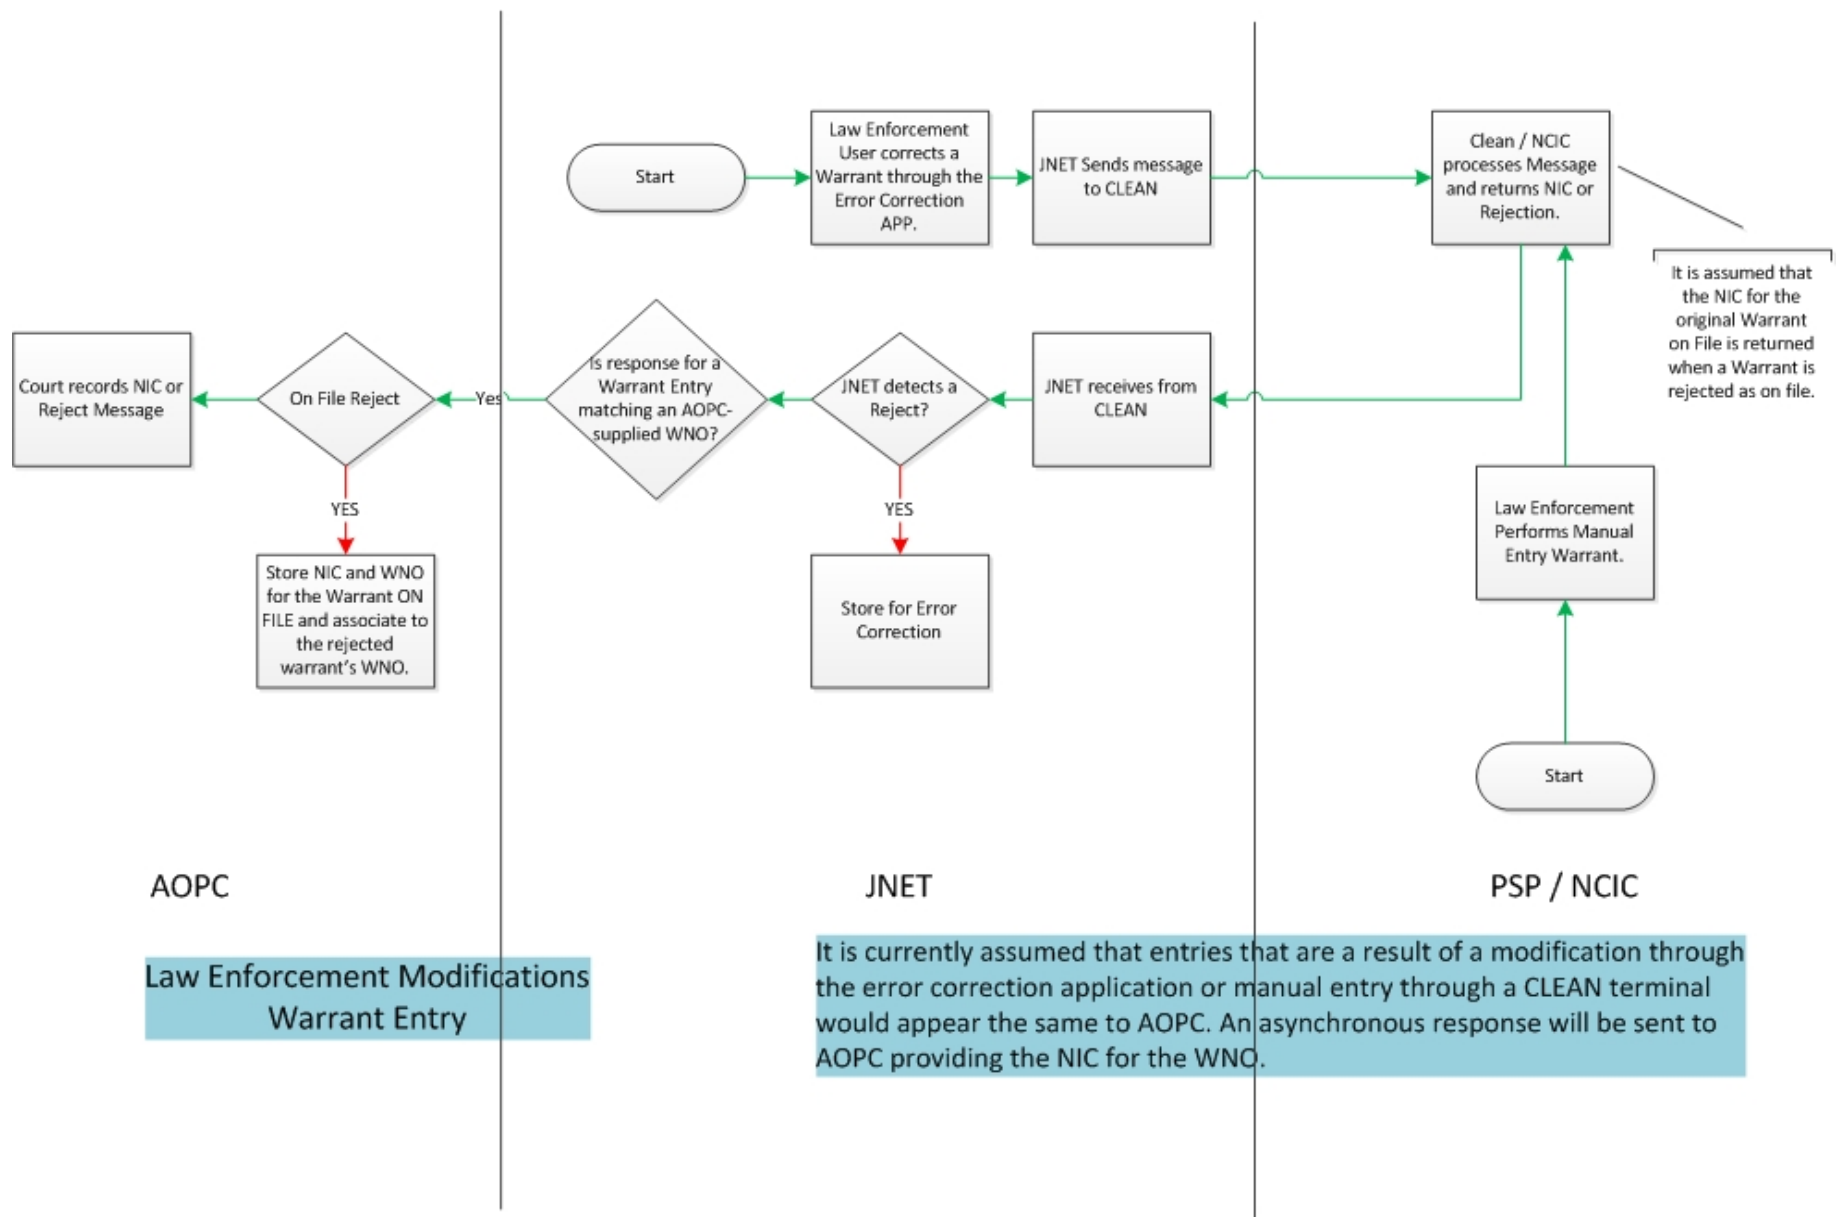 Start
Law Enforcement
User corrects a
Warrant through the
Error Correction
APP.
JNET Sends message
to CLEAN
Clean / NCIC
processes Message
and returns NIC or
Rejection.
It is assumed that
the NIC for the
original Warrant
on File is returned
when a Warrant is
rejected as on file.
Court records NIC or
Reject Message
On File Reject
Yes
Is response for a
Warrant Entry
matching an AOPC-
supplied WNO?
JNET detects a
Reject?
JNET receives from
CLEAN
YES
YES
Law Enforcement
Performs Manual
Entry Warrant.
Store NIC and WNO
for the Warrant ON
FILE and associate to
the rejected
warrant's WNO.
Store for Error
Correction
Start
AOPC
JNET
PSP / NCIC
Law Enforcement Modifications
Warrant Entry
It is currently assumed that entries that are a result of a modification through
the error correction application or manual entry through a CLEAN terminal
would appear the same to AOPC. An asynchronous response will be sent to
AOPC providing the NIC for the WNO.